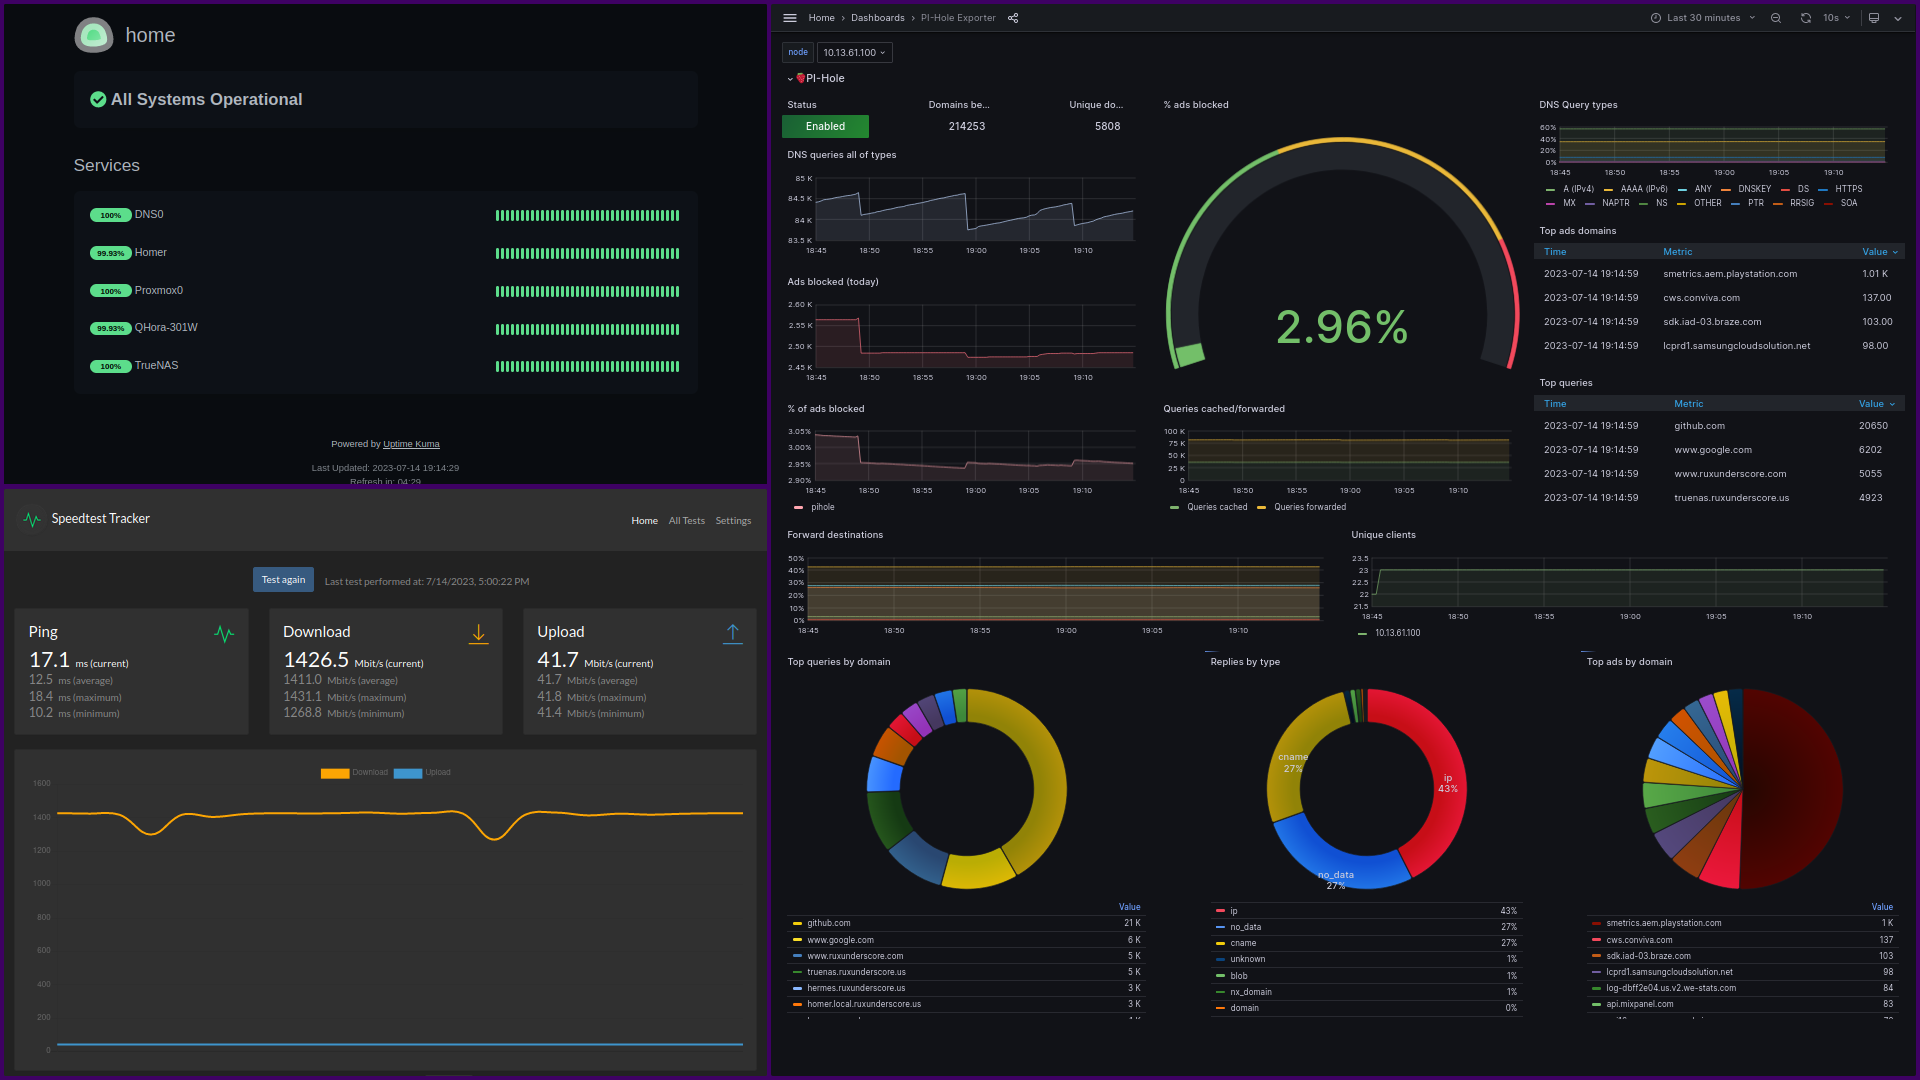 home
All Systems Operational
Services
100% DNS0
99.93% Homer
100% Proxmox0
99.93% QHora-301W
100% TrueNAS
Powered by Uptime Kuma
Last Updated: 2023-07-14 19:14:29
Refresh in: 04:29
Speedtest Tracker
Home All Tests Settings
Test again Last test performed at: 7/14/2023, 5:00:22 PM
Ping
17.1 ms (current)
12.5 ms (average)
18.4 ms (maximum)
10.2 ms (minimum)
Download
1426.5 Mbit/s (current)
1411.0 Mbit/s (average)
1431.1 Mbit/s (maximum)
1268.8 Mbit/s (minimum)
Upload
41.7 Mbit/s (current)
41.7 Mbit/s (average)
41.8 Mbit/s (maximum)
41.4 Mbit/s (minimum)
Download Upload
1600
1400
1200
1000
800
600
400
200
0
Home › Dashboards › PI-Hole Exporter
Last 30 minutes
10s
node 10.13.61.100
PI-Hole
Status
Enabled
Domains be...
214253
Unique do...
5808
DNS queries all of types
85 K
84.5 K
84 K
83.5 K
18:45 18:50 18:55 19:00 19:05 19:10
Ads blocked (today)
2.60 K
2.55 K
2.50 K
2.45 K
18:45 18:50 18:55 19:00 19:05 19:10
% of ads blocked
3.05%
3.00%
2.95%
2.90%
18:45 18:50 18:55 19:00 19:05 19:10
pihole
% ads blocked
2.96%
Queries cached/forwarded
100 K
75 K
50 K
25 K
0
18:45 18:50 18:55 19:00 19:05 19:10
Queries cached Queries forwarded
DNS Query types
60%
40%
20%
0%
18:45 18:50 18:55 19:00 19:05 19:10
A (IPv4) AAAA (IPv6) ANY DNSKEY DS HTTPS
MX NAPTR NS OTHER PTR RRSIG SOA
Top ads domains
Time Metric Value
2023-07-14 19:14:59 smetrics.aem.playstation.com 1.01 K
2023-07-14 19:14:59 cws.conviva.com 137.00
2023-07-14 19:14:59 sdk.iad-03.braze.com 103.00
2023-07-14 19:14:59 lcprd1.samsungcloudsolution.net 98.00
Top queries
Time Metric Value
2023-07-14 19:14:59 github.com 20650
2023-07-14 19:14:59 www.google.com 6202
2023-07-14 19:14:59 www.ruxunderscore.com 5055
2023-07-14 19:14:59 truenas.ruxunderscore.us 4923
Forward destinations
50%
40%
30%
20%
10%
0%
18:45 18:50 18:55 19:00 19:05 19:10
Unique clients
23.5
23
22.5
22
21.5
18:45 18:50 18:55 19:00 19:05 19:10
10.13.61.100
Top queries by domain
Value
github.com 21 K
www.google.com 6 K
www.ruxunderscore.com 5 K
truenas.ruxunderscore.us 5 K
hermes.ruxunderscore.us 3 K
homer.local.ruxunderscore.us 3 K
Replies by type
cname
27%
ip
43%
no_data
27%
ip 43%
no_data 27%
cname 27%
unknown 1%
blob 1%
nx_domain 1%
domain 0%
Top ads by domain
Value
smetrics.aem.playstation.com 1 K
cws.conviva.com 137
sdk.iad-03.braze.com 103
lcprd1.samsungcloudsolution.net 98
log-dbff2e04.us.v2.we-stats.com 84
api.mixpanel.com 83